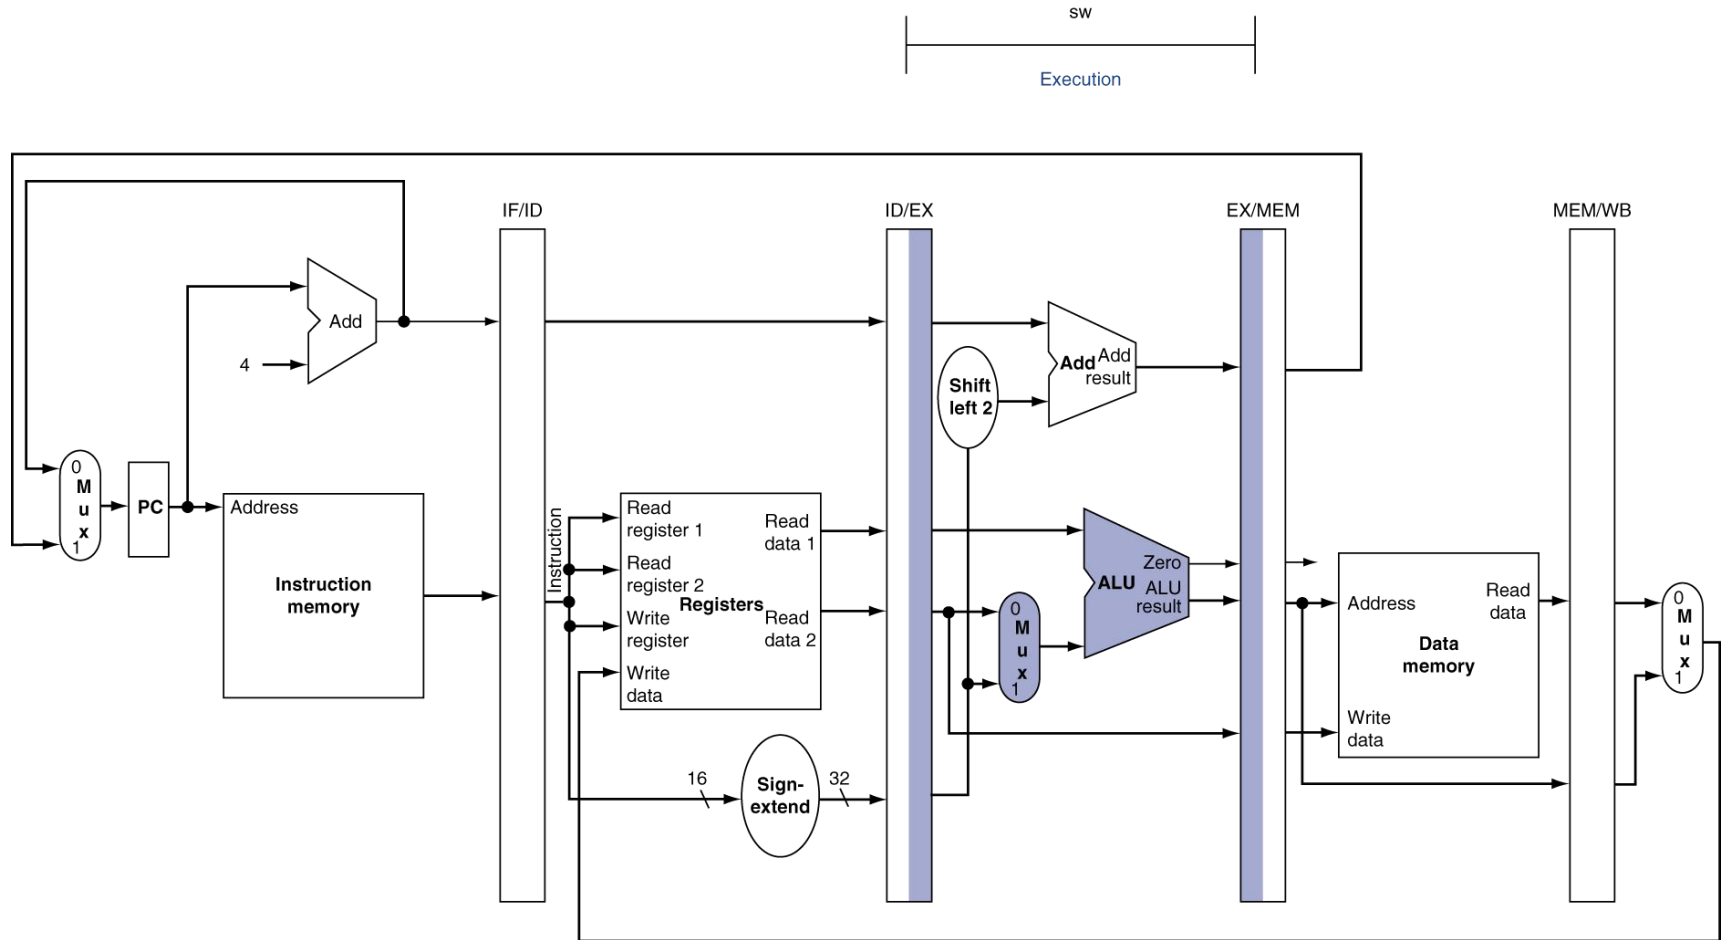 sw
Execution
IF/ID
ID/EX
EX/MEM
MEM/WB
Add
4
Shift
left 2
Add
Add
result
0
M
u
x
1
PC
Address
Instruction
memory
Instruction
Read
register 1
Read
register 2
Write
register
Write
data
Registers
Read
data 1
Read
data 2
16
Sign-
extend
32
0
M
u
x
1
ALU
Zero
ALU
result
Address
Read
data
Data
memory
Write
data
0
M
u
x
1